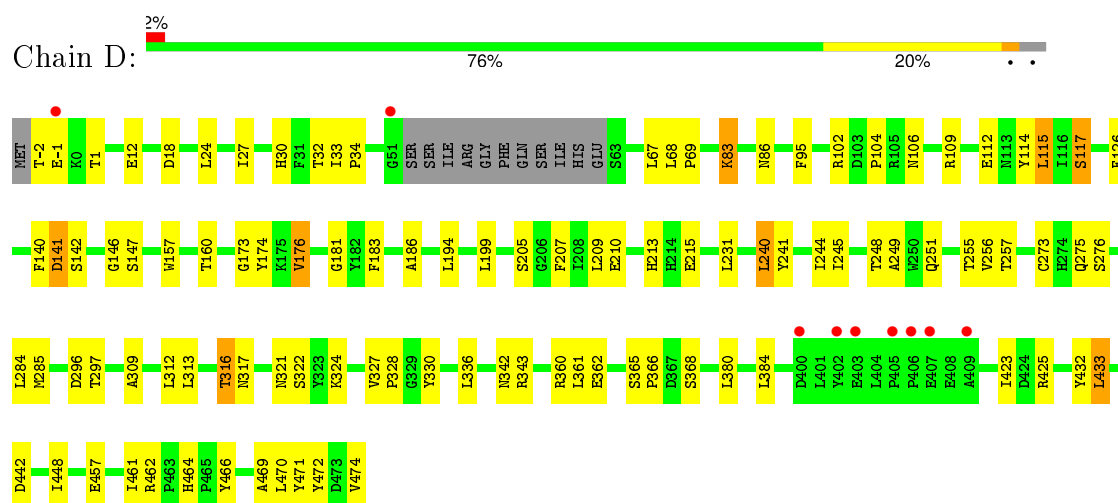 2%
Chain D:
76% 20% • •
MET T-2 E-1 K0 T1 E12 D18 L24 I27 H30 F31 T32 I33 P34 G51 SER SER ILE ARG GLY PHE GLN SER ILE HIS GLU S63 L67 L68 P69 K83 N86 F95 R102 D103 P104 R105 N106 R109 E112 N113 Y114 L115 I116 S117
F140 D141 S142 G146 S147 W157 T160 G173 Y174 K175 V176 G181 Y182 F183 A186 L194 L199 S205 G206 F207 I208 L209 E210 H213 H214 E215 L231 L240 Y241 I244 I245 T248 A249 W250 Q251 T255 V256 T257 C273 H274 Q275 S276
L284 M285 D296 T297 A309 L312 L313 T316 N317 N321 S322 Y323 K324 V327 P328 G329 Y330 L336 N342 R343 R360 L361 E362 S365 P366 D367 S368 L380 L384 D400 L401 Y402 E403 L404 P405 P406 E407 E408 A409 I423 D424 R425 Y432 L433
D442 I448 E457 I461 R462 P463 H464 P465 Y466 A469 L470 Y471 Y472 D473 V474